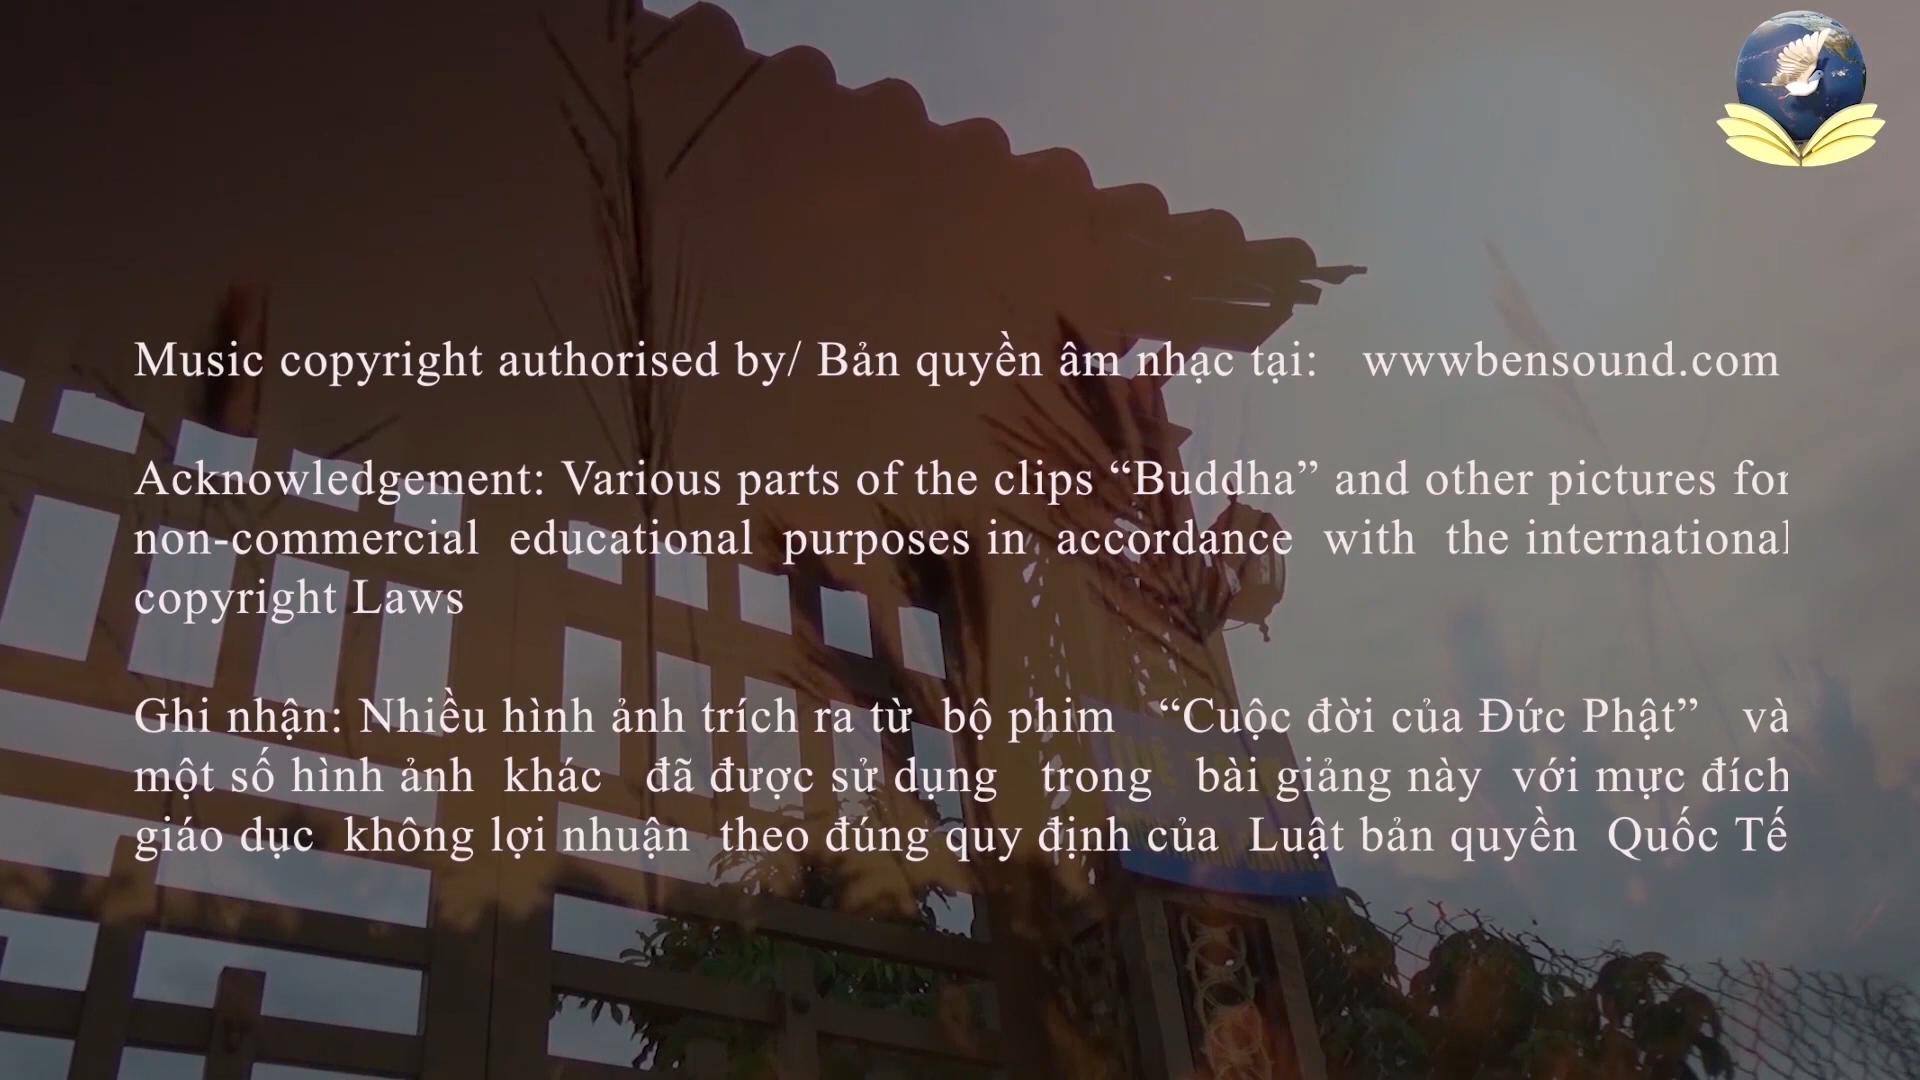 Music copyright authorised by/ Bản quyền âm nhạc tại: wwwbensound.com
Acknowledgement: Various parts of the clips “Buddha” and other pictures for
non-commercial educational purposes in accordance with the international
copyright Laws
Ghi nhận: Nhiều hình ảnh trích ra từ bộ phim “Cuộc đời của Đức Phật” và
một số hình ảnh khác đã được sử dụng trong bài giảng này với mực đích
giáo dục không lợi nhuận theo đúng quy định của Luật bản quyền Quốc Tế